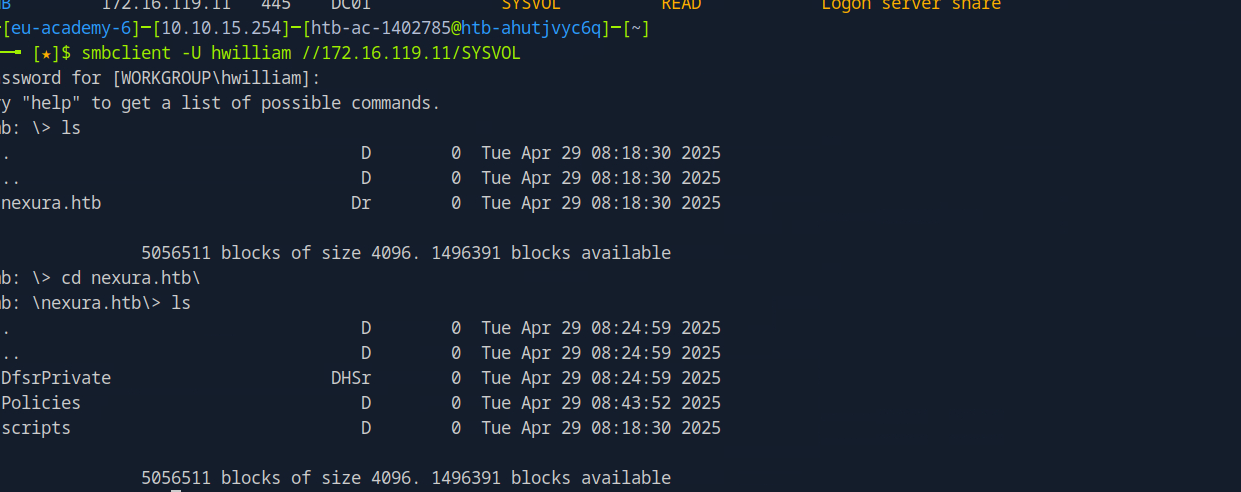 172.16.119.11 445 DC01 SYSVOL READ Logon server share
[eu-academy-6]─[10.10.15.254]─[htb-ac-1402785@htb-ahutjvyc6q]─[~]
[★]$ smbclient -U hwilliam //172.16.119.11/SYSVOL
ssword for [WORKGROUP\hwilliam]:
y "help" to get a list of possible commands.
b: \> ls
. D 0 Tue Apr 29 08:18:30 2025
.. D 0 Tue Apr 29 08:18:30 2025
nexura.htb Dr 0 Tue Apr 29 08:18:30 2025
5056511 blocks of size 4096. 1496391 blocks available
b: \> cd nexura.htb\
b: \nexura.htb\> ls
. D 0 Tue Apr 29 08:24:59 2025
.. D 0 Tue Apr 29 08:24:59 2025
DfsrPrivate DHSr 0 Tue Apr 29 08:24:59 2025
Policies D 0 Tue Apr 29 08:43:52 2025
scripts D 0 Tue Apr 29 08:18:30 2025
5056511 blocks of size 4096. 1496391 blocks available